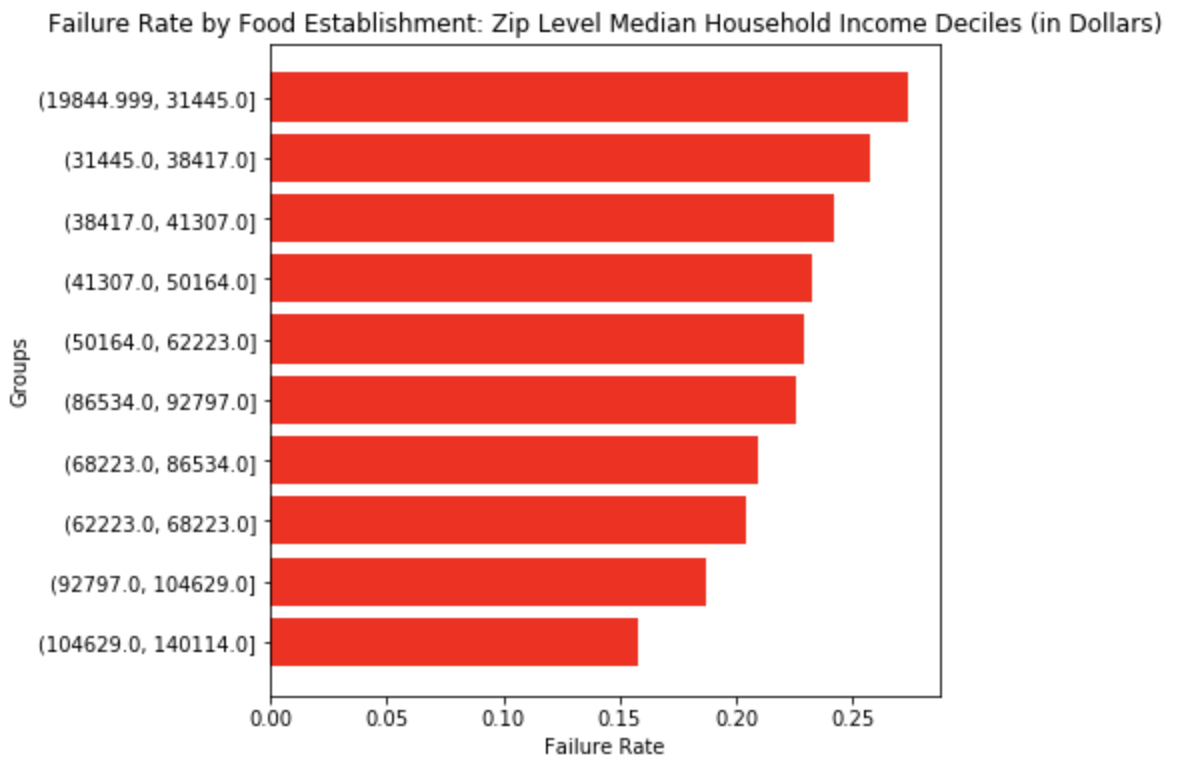 Failure Rate by Food Establishment: Zip Level Median Household Income Deciles (in Dollars)
(19844.999, 31445.0]
(31445.0, 38417.0]
(38417.0, 41307.0]
(41307.0, 50164.0]
(50164.0, 62223.0]
(86534.0, 92797.0]
(68223.0, 86534.0]
(62223.0, 68223.0]
(92797.0, 104629.0]
(104629.0, 140114.0]
Groups
0.00 0.05 0.10 0.15 0.20 0.25
Failure Rate